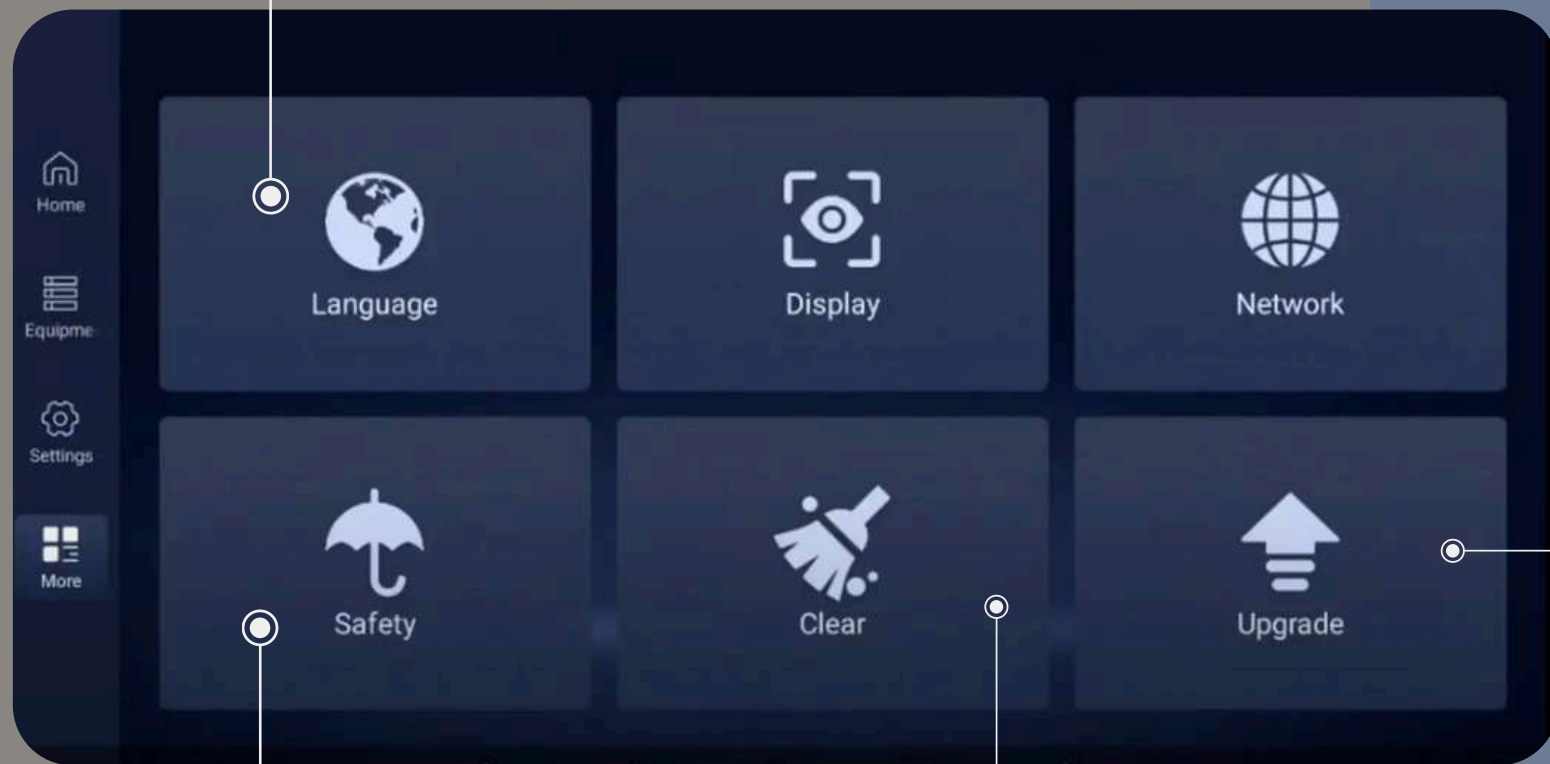 Home
Equipme
Settings
More
Language
Display
Network
Safety
Clear
Upgrade